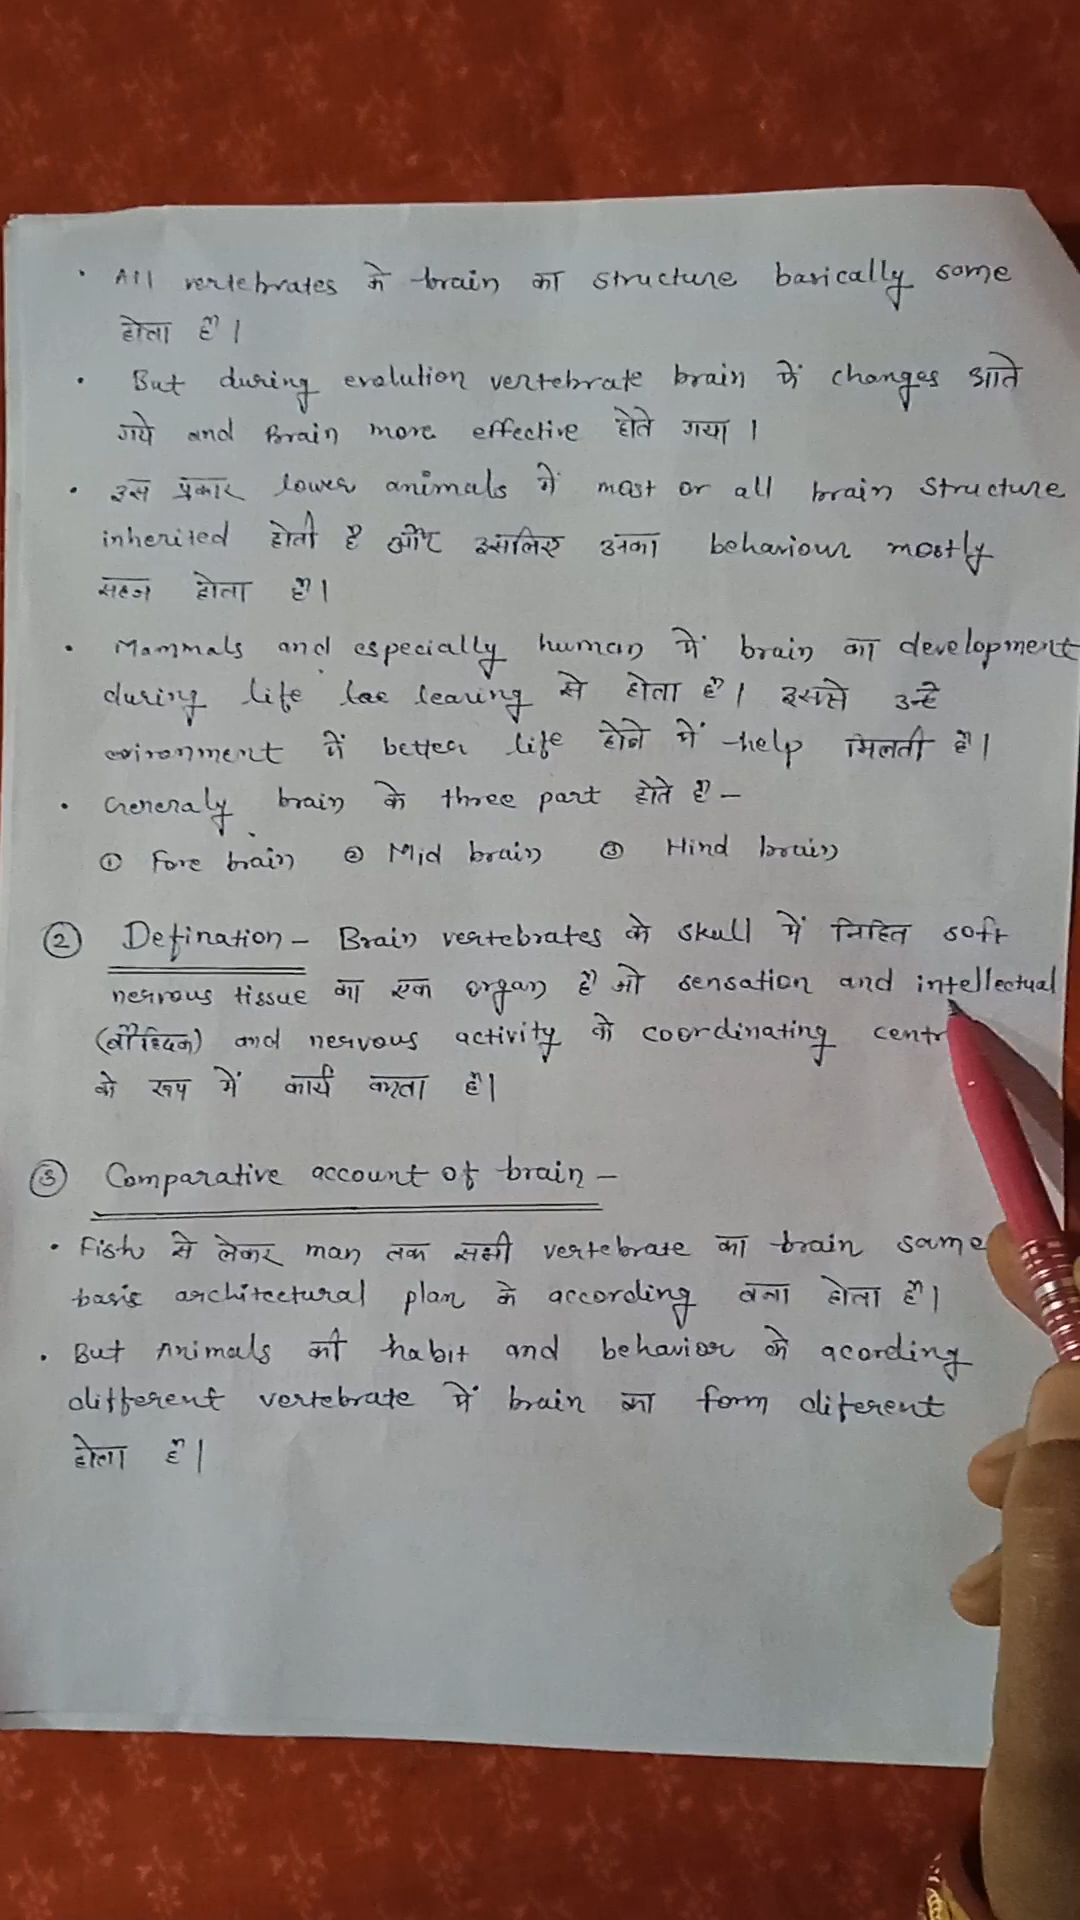 • All vertebrates के brain का structure basically same
होता है।
• But during evolution vertebrate brain में changes आते
गये and Brain more effective होते गया।
• इस प्रकार lower animals में most or all brain structure
inherited होती है और इसलिए उनका behaviour mostly
सहज होता है।
• Mammals and especially human में brain का development
during life learing से होता है। इससे उन्हे
environment में better life होने में help मिलती है।
• Generaly brain के three part होते है –
① Fore brain ② Mid brain ③ Hind brain
② Defination – Brain vertebrates के skull में निहित soft
nervous tissue का एक organ है जो sensation and intellectual
(बौद्धिक) and nervous activity के coordinating centr
के रूप में कार्य करता है।
③ Comparative account of brain –
• Fish से लेकर man तक सभी vertebrate का brain same
basic architectural plan के according बना होता है।
• But Animals की habit and behavior के acording
different vertebrate में brain का form diferent
होता है।